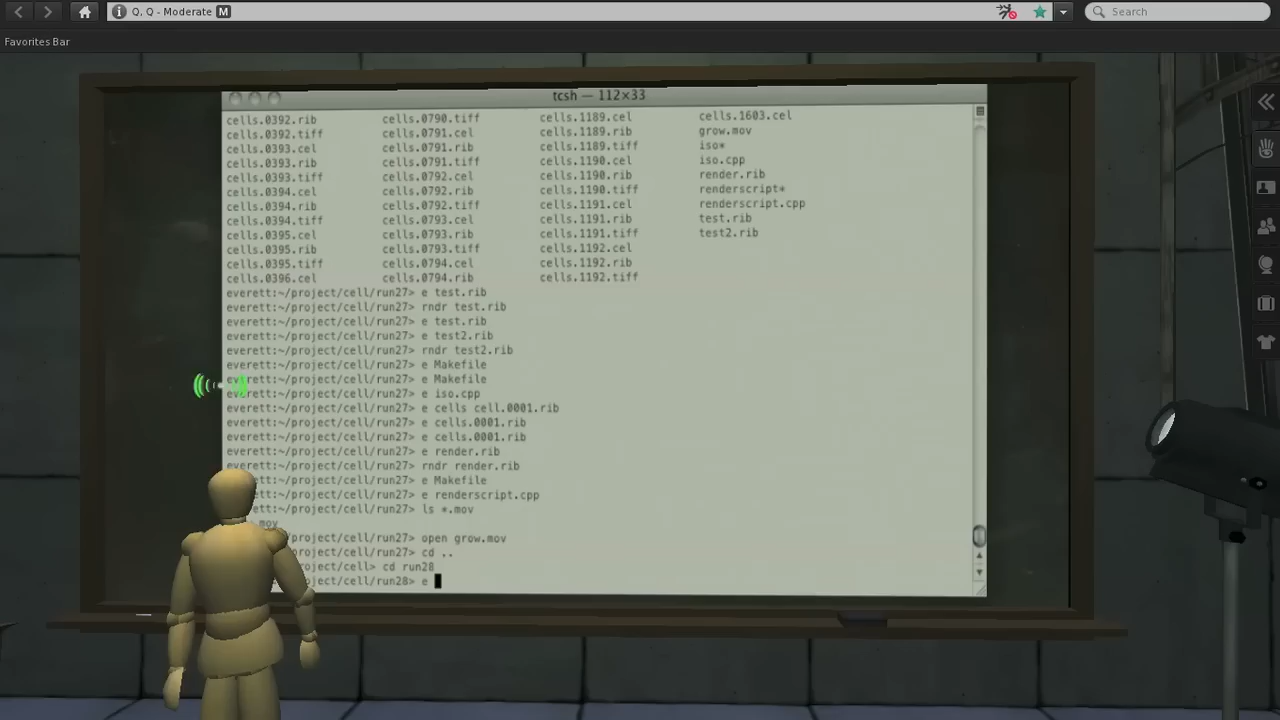 Q, Q - Moderate M
Search
Favorites Bar
tcsh — 112×33
cells.0392.rib cells.0790.tiff cells.1189.cel cells.1603.cel
cells.0392.tiff cells.0791.cel cells.1189.rib grow.mov
cells.0393.cel cells.0791.rib cells.1189.tiff iso*
cells.0393.rib cells.0791.tiff cells.1190.cel iso.cpp
cells.0393.tiff cells.0792.cel cells.1190.rib render.rib
cells.0394.cel cells.0792.rib cells.1190.tiff renderscript*
cells.0394.rib cells.0792.tiff cells.1191.cel renderscript.cpp
cells.0394.tiff cells.0793.cel cells.1191.rib test.rib
cells.0395.cel cells.0793.rib cells.1191.tiff test2.rib
cells.0395.rib cells.0793.tiff cells.1192.cel
cells.0395.tiff cells.0794.cel cells.1192.rib
cells.0396.cel cells.0794.rib cells.1192.tiff
everett:~/project/cell/run27> e test.rib
everett:~/project/cell/run27> rndr test.rib
everett:~/project/cell/run27> e test.rib
everett:~/project/cell/run27> e test2.rib
everett:~/project/cell/run27> rndr test2.rib
everett:~/project/cell/run27> e Makefile
everett:~/project/cell/run27> e Makefile
everett:~/project/cell/run27> e iso.cpp
everett:~/project/cell/run27> e cells cell.0001.rib
everett:~/project/cell/run27> e cells.0001.rib
everett:~/project/cell/run27> e cells.0001.rib
everett:~/project/cell/run27> e render.rib
everett:~/project/cell/run27> rndr render.rib
everett:~/project/cell/run27> e Makefile
everett:~/project/cell/run27> e renderscript.cpp
everett:~/project/cell/run27> ls *.mov
.mov
/project/cell/run27> open grow.mov
/project/cell/run27> cd ..
project/cell> cd run28
/project/cell/run28> e